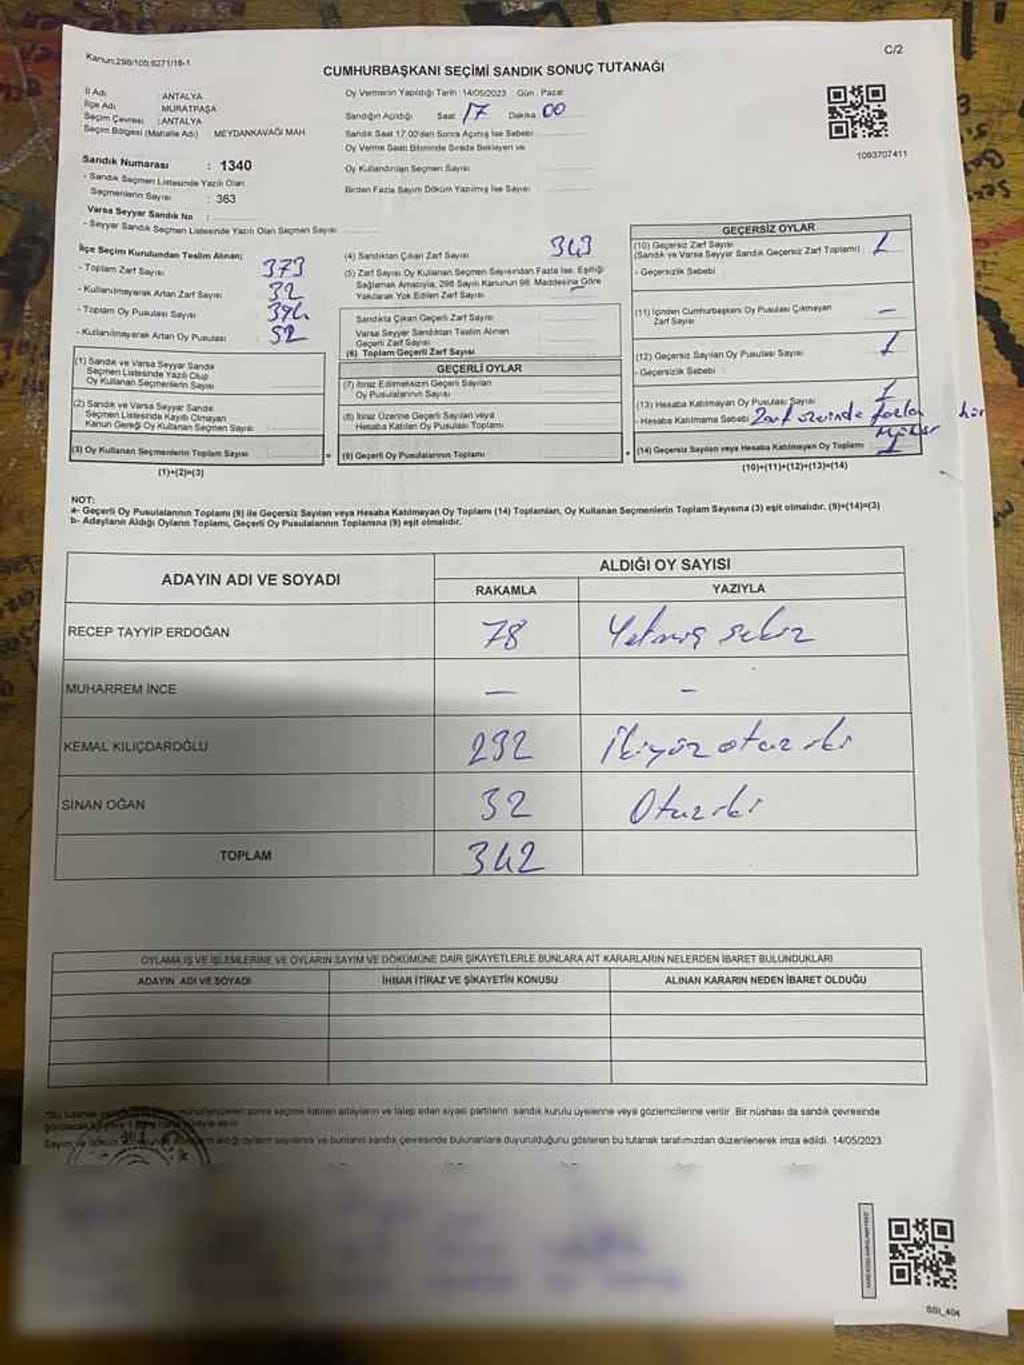 Kanun:298/105;6271/18-1
C/2
CUMHURBAŞKANI SEÇİMİ SANDIK SONUÇ TUTANAĞI
İl Adı : ANTALYA
İlçe Adı : MURATPAŞA
Seçim Çevresi : ANTALYA
Seçim Bölgesi (Mahalle Adı) MEYDANKAVAĞI MAH.
Sandık Numarası : 1340
- Sandık Seçmen Listesinde Yazılı Olan
Seçmenlerin Sayısı : 363
Varsa Seyyar Sandık No :
- Seyyar Sandık Seçmen Listesinde Yazılı Olan Seçmen Sayısı
Oy Vermenin Yapıldığı Tarih : 14/05/2023 Gün : Pazar
Sandığın Açıldığı Saat 17 Dakika 00
Sandık Saat 17:00'den Sonra Açılmış İse Sebebi
Oy Verme Saati Bitiminde Sırada Bekleyen ve
Oy Kullandırılan Seçmen Sayısı
Birden Fazla Sayım Döküm Yapılmış İse Sayısı
1093707411
İlçe Seçim Kurulundan Teslim Alınan;
- Toplam Zarf Sayısı 373
- Kullanılmayarak Artan Zarf Sayısı 32
- Toplam Oy Pusulası Sayısı
- Kullanılmayarak Artan Oy Pusulası : 52
(1) Sandık ve Varsa Seyyar Sandık
Seçmen Listesinde Yazılı Olup
Oy Kullanan Seçmenlerin Sayısı
(2) Sandık ve Varsa Seyyar Sandık
Seçmen Listesinde Kayıtlı Olmayan
Kanun Gereği Oy Kullanan Seçmen Sayısı
(3) Oy Kullanan Seçmenlerin Toplam Sayısı
(1)+(2)=(3)
(4) Sandıktan Çıkan Zarf Sayısı 343
(5) Zarf Sayısı Oy Kullanan Seçmen Sayısından Fazla İse, Eşitliği
Sağlamak Amacıyla, 298 Sayılı Kanunun 98. Maddesine Göre
Yakılarak Yok Edilen Zarf Sayısı –
Sandıkta Çıkan Geçerli Zarf Sayısı
Varsa Seyyar Sandıktan Teslim Alınan
Geçerli Zarf Sayısı
(6) Toplam Geçerli Zarf Sayısı
GEÇERLİ OYLAR
(7) İtiraz Edilmeksizin Geçerli Sayılan
Oy Pusulalarının Sayısı
(8) İtiraz Üzerine Geçerli Sayılan veya
Hesaba Katılan Oy Pusulası Toplamı
= (9) Geçerli Oy Pusulalarının Toplamı
GEÇERSİZ OYLAR
(10) Geçersiz Zarf Sayısı
(Sandık ve Varsa Seyyar Sandık Geçersiz Zarf Toplamı) : 1
- Geçersizlik Sebebi
(11) İçinden Cumhurbaşkanı Oy Pusulası Çıkmayan
Zarf Sayısı –
(12) Geçersiz Sayılan Oy Pusulası Sayısı 1
- Geçersizlik Sebebi
(13) Hesaba Katılmayan Oy Pusulası Sayısı 1
- Hesaba Katılmama Sebebi Zarf üzerinde fazla bir
mühür
+ (14) Geçersiz Sayılan veya Hesaba Katılmayan Oy Toplamı 1
(10)+(11)+(12)+(13)=(14)
NOT:
a- Geçerli Oy Pusulalarının Toplamı (9) ile Geçersiz Sayılan veya Hesaba Katılmayan Oy Toplamı (14) Toplamları, Oy Kullanan Seçmenlerin Toplam Sayısına (3) eşit olmalıdır. (9)+(14)=(3)
b- Adayların Aldığı Oyların Toplamı, Geçerli Oy Pusulalarının Toplamına (9) eşit olmalıdır.
ADAYIN ADI VE SOYADI
ALDIĞI OY SAYISI
RAKAMLA YAZIYLA
RECEP TAYYİP ERDOĞAN 78 Yetmiş sekiz
MUHARREM İNCE – –
KEMAL KILIÇDAROĞLU 232 İkiyüz otuz iki
SİNAN OĞAN 32 Otuz iki
TOPLAM 342
OYLAMA İŞ VE İŞLEMLERİNE VE OYLARIN SAYIM VE DÖKÜMÜNE DAİR ŞİKAYETLERLE BUNLARA AİT KARARLARIN NELERDEN İBARET BULUNDUKLARI
ADAYIN ADI VE SOYADI İHBAR İTİRAZ VE ŞİKAYETİN KONUSU ALINAN KARARIN NEDEN İBARET OLDUĞU
*Bu tutanak sonra seçime katılan adayların ve talep eden siyasi partilerin sandık kurulu üyelerine veya gözlemcilerine verilir. Bir nüshası da sandık çevresinde
Sayım ve döküm aldığı oyların sayılarını ve bunların sandık çevresinde bulunanlara duyurulduğunu gösteren bu tutanak tarafımızdan düzenlenerek imza edildi. 14/05/2023
SSI_404